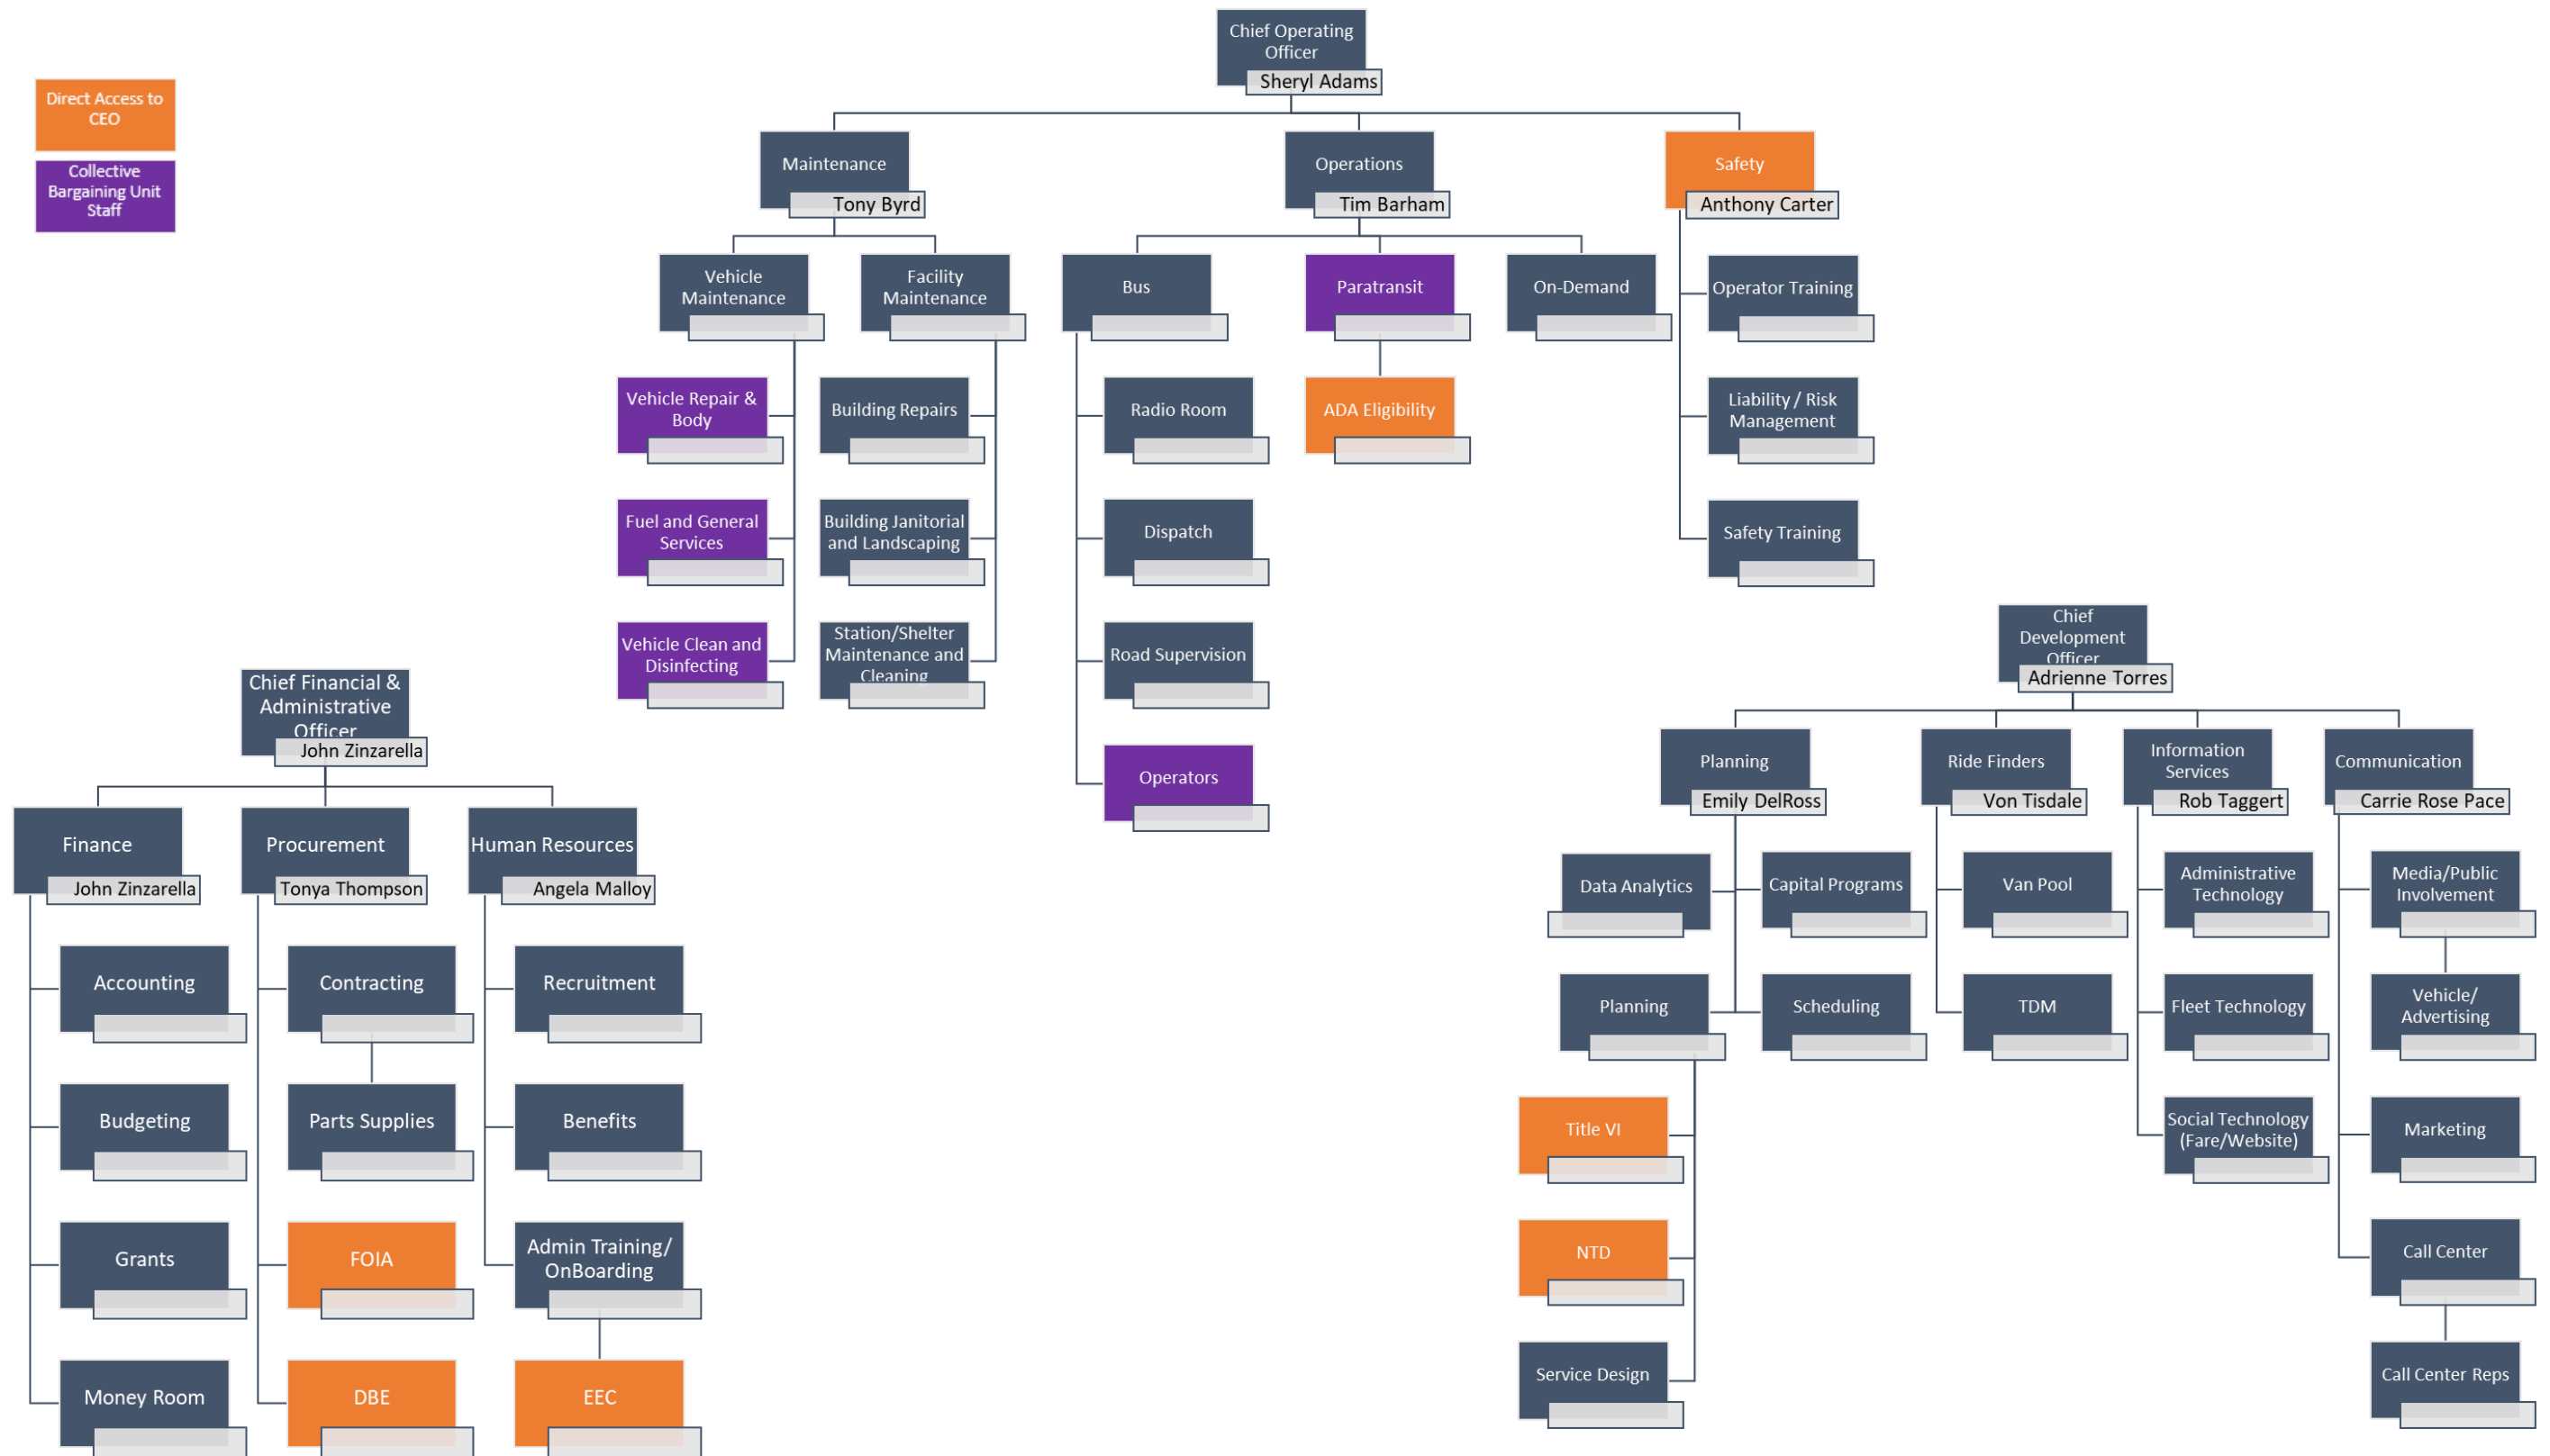 Chief Operating
Officer
Sheryl Adams
Direct Access to
CEO
Collective
Bargaining Unit
Staff
Maintenance
Tony Byrd
Operations
Tim Barham
Safety
Anthony Carter
Vehicle
Maintenance
Facility
Maintenance
Bus
Paratransit
On-Demand
Operator Training
Vehicle Repair &
Body
Building Repairs
Radio Room
ADA Eligibility
Liability / Risk
Management
Fuel and General
Services
Building Janitorial
and Landscaping
Dispatch
Safety Training
Vehicle Clean and
Disinfecting
Station/Shelter
Maintenance and
Cleaning
Road Supervision
Operators
Chief Financial &
Administrative
Officer
John Zinzarella
Finance
John Zinzarella
Procurement
Tonya Thompson
Human Resources
Angela Malloy
Accounting
Contracting
Recruitment
Budgeting
Parts Supplies
Benefits
Grants
FOIA
Admin Training/
OnBoarding
Money Room
DBE
EEC
Chief
Development
Officer
Adrienne Torres
Planning
Emily DelRoss
Ride Finders
Von Tisdale
Information
Services
Rob Taggert
Communication
Carrie Rose Pace
Data Analytics
Capital Programs
Van Pool
Administrative
Technology
Media/Public
Involvement
Planning
Scheduling
TDM
Fleet Technology
Vehicle/
Advertising
Title VI
Social Technology
(Fare/Website)
Marketing
NTD
Call Center
Service Design
Call Center Reps